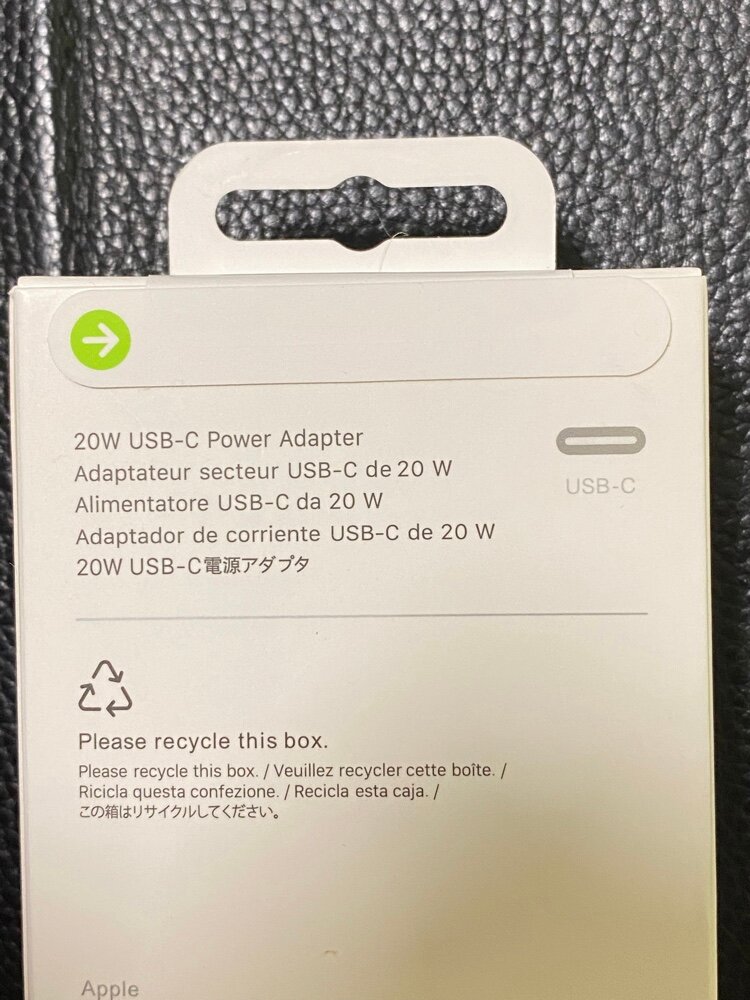 20W USB-C Power Adapter
Adaptateur secteur USB-C de 20 W
Alimentatore USB-C da 20 W
Adaptador de corriente USB-C de 20 W
20W USB-C電源アダプタ
USB-C
Please recycle this box.
Please recycle this box. / Veuillez recycler cette boîte. /
Ricicla questa confezione. / Recicla esta caja. /
この箱はリサイクルしてください。
Apple